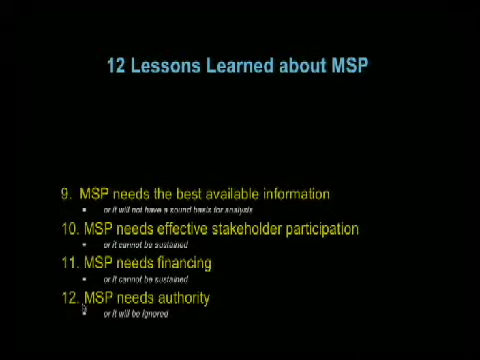 12 Lessons Learned about MSP
9. MSP needs the best available information
or it will not have a sound basis for analysis
10. MSP needs effective stakeholder participation
or it cannot be sustained
11. MSP needs financing
or it cannot be sustained
12. MSP needs authority
or it will be ignored